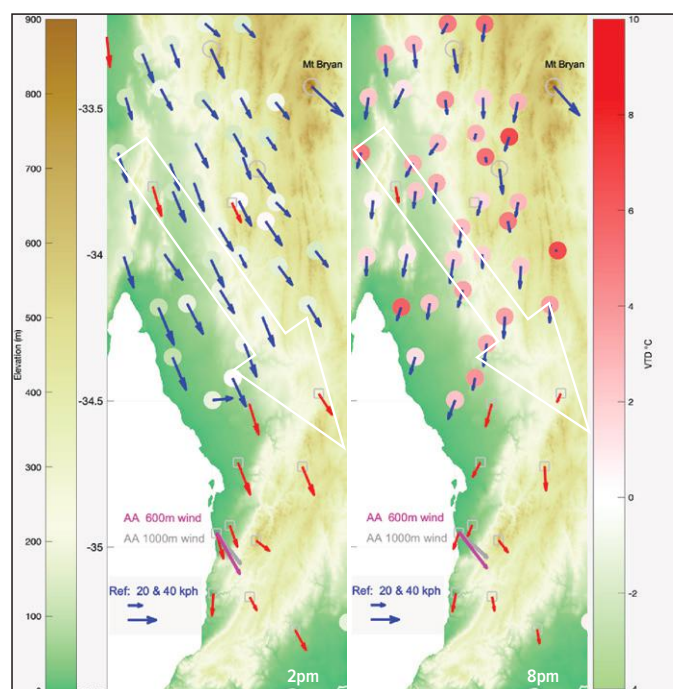 900
800
700
600
500
400
300
200
100
0
Elevation (m)
-33.5
-34
-34.5
-35
Mt Bryan
AA 600m wind
AA 1000m wind
Ref: 20 & 40 kph
2pm
Mt Bryan
AA 600m wind
AA 1000m wind
Ref: 20 & 40 kph
8pm
10
8
6
4
2
0
-2
-4
VTD °C